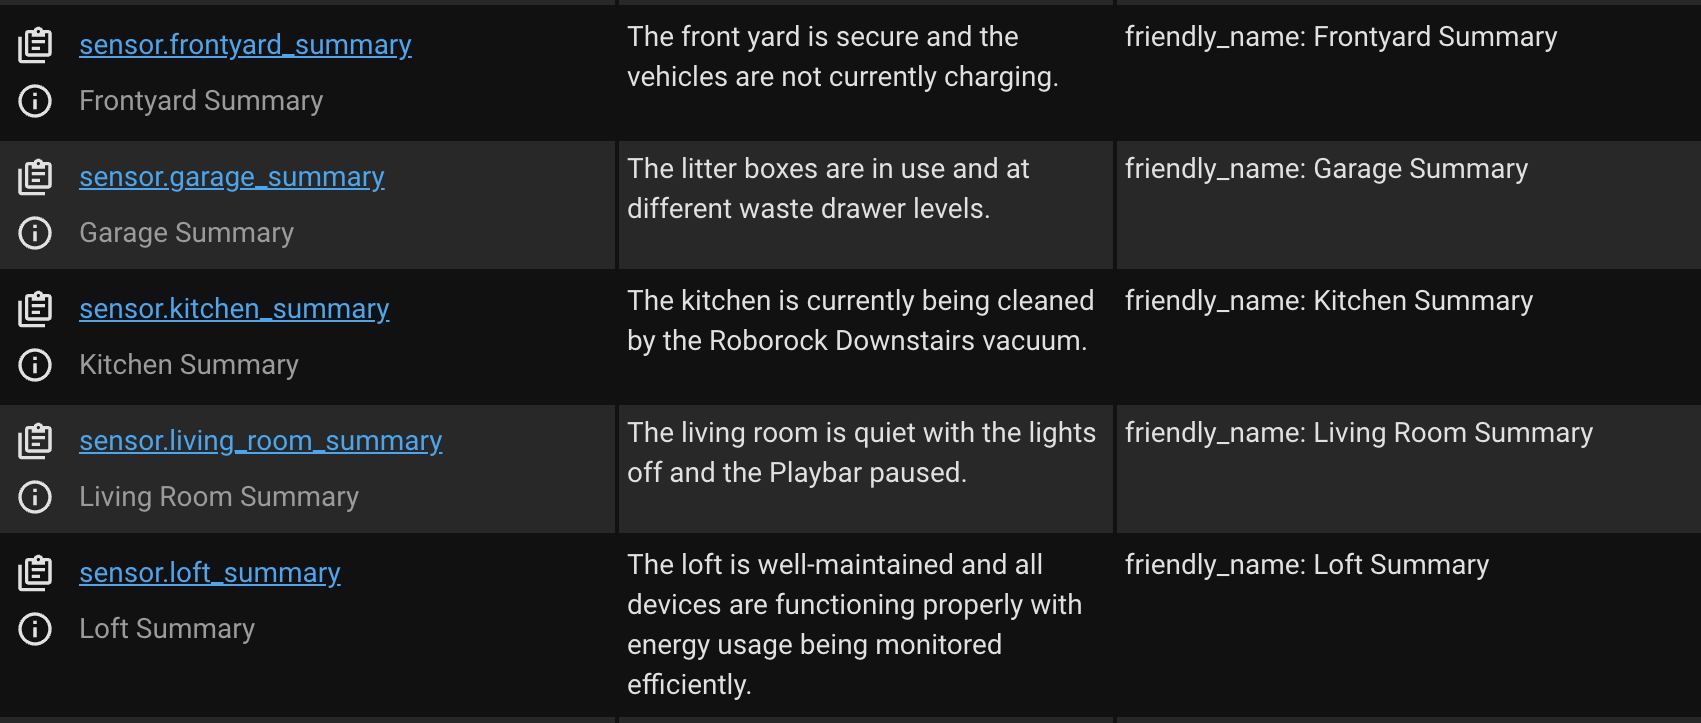 sensor.frontyard_summary
Frontyard Summary
The front yard is secure and the
vehicles are not currently charging.
friendly_name: Frontyard Summary
sensor.garage_summary
Garage Summary
The litter boxes are in use and at
different waste drawer levels.
friendly_name: Garage Summary
sensor.kitchen_summary
Kitchen Summary
The kitchen is currently being cleaned
by the Roborock Downstairs vacuum.
friendly_name: Kitchen Summary
sensor.living_room_summary
Living Room Summary
The living room is quiet with the lights
off and the Playbar paused.
friendly_name: Living Room Summary
sensor.loft_summary
Loft Summary
The loft is well-maintained and all
devices are functioning properly with
energy usage being monitored
efficiently.
friendly_name: Loft Summary